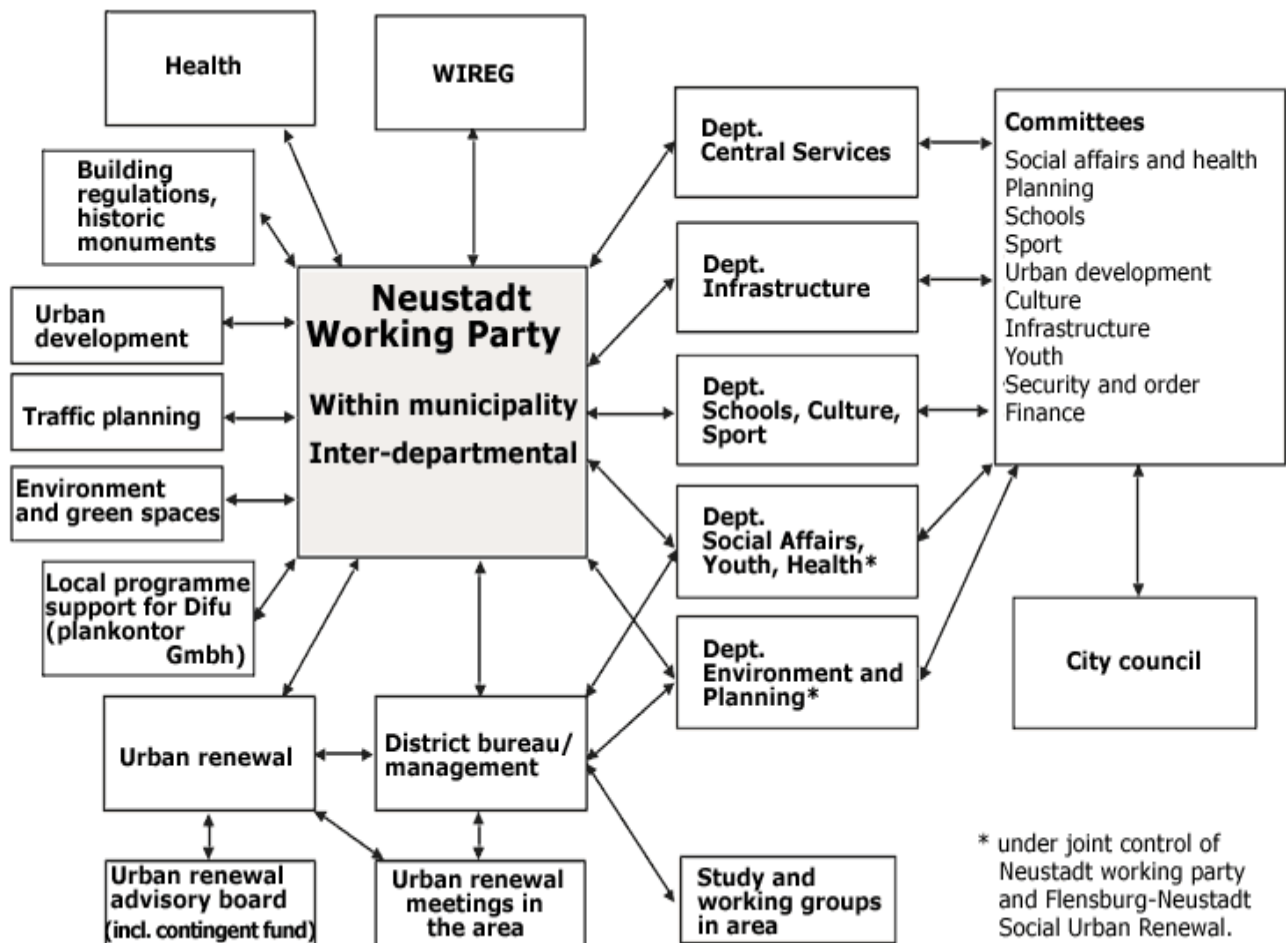 Health
WIREG
Building
regulations,
historic
monuments
Urban
development
Traffic planning
Environment
and green spaces
Local programme
support for Difu
(plankontor
Gmbh)
Neustadt
Working Party
Within municipality
Inter-departmental
Urban renewal
District bureau/
management
Urban renewal
advisory board
(incl. contingent fund)
Urban renewal
meetings in
the area
Study and
working groups
in area
Dept.
Central Services
Dept.
Infrastructure
Dept.
Schools, Culture,
Sport
Dept.
Social Affairs,
Youth, Health*
Dept.
Environment and
Planning*
Committees
Social affairs and health
Planning
Schools
Sport
Urban development
Culture
Infrastructure
Youth
Security and order
Finance
City council
* under joint control of
Neustadt working party
and Flensburg-Neustadt
Social Urban Renewal.